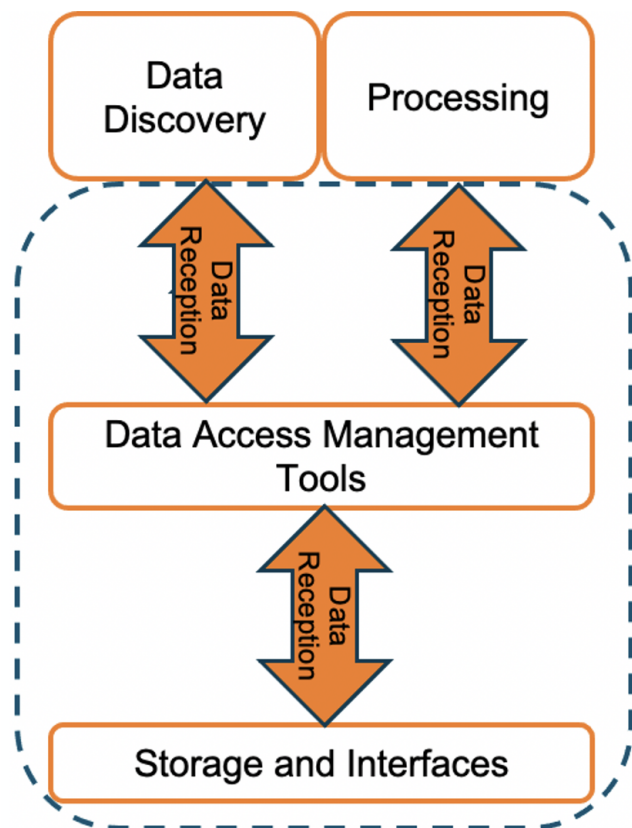 Data
Discovery
Processing
Data
Reception
Data
Reception
Data Access Management
Tools
Data
Reception
Storage and Interfaces